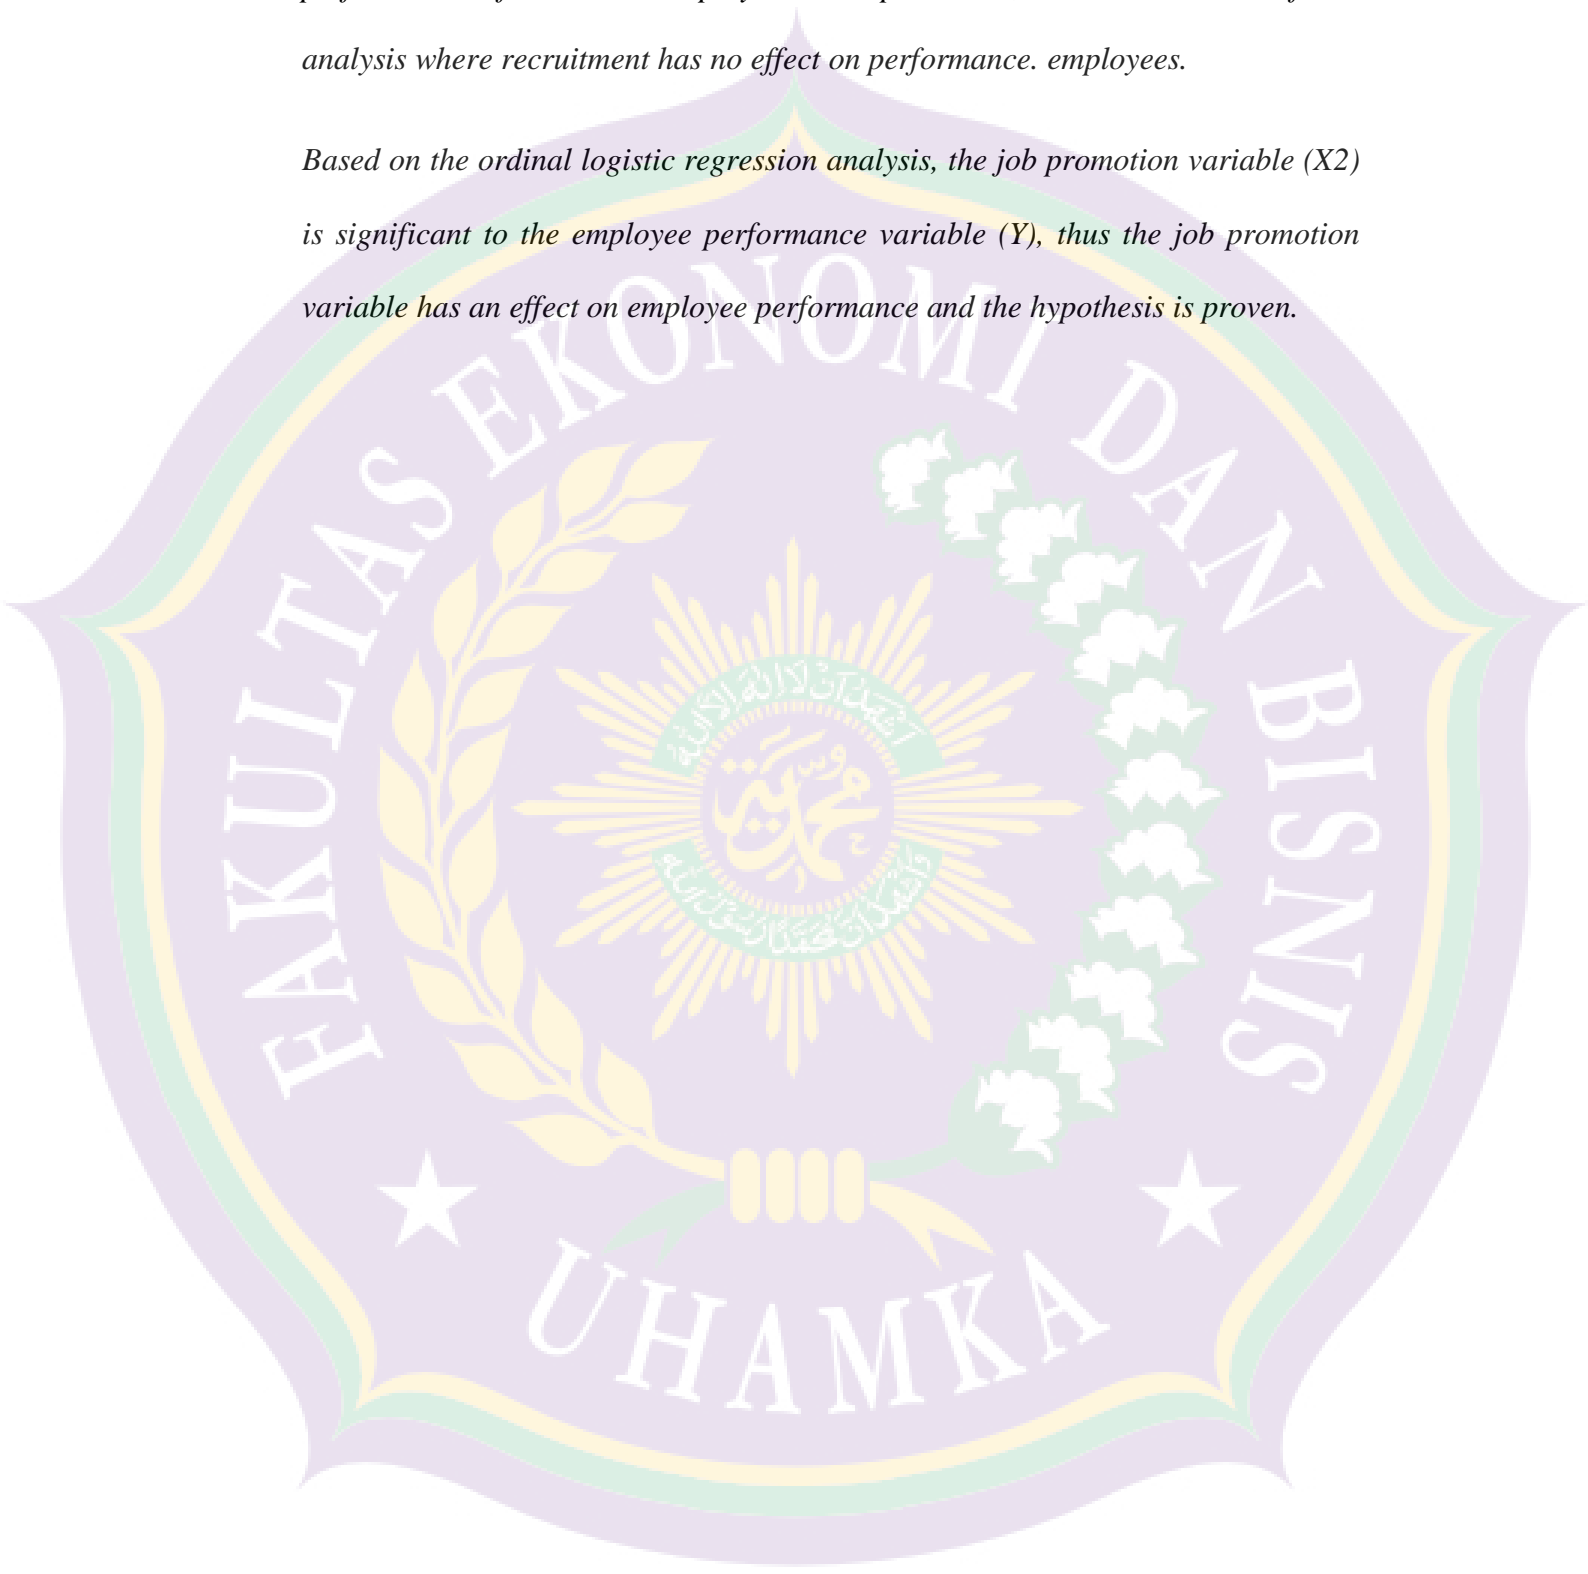 analysis where recruitment has no effect on performance. employees.
Based on the ordinal logistic regression analysis, the job promotion variable (X2)
is significant to the employee performance variable (Y), thus the job promotion
variable has an effect on employee performance and the hypothesis is proven.
FAKULTAS EKONOMI DAN BISNIS
محمدية
UHAMKA